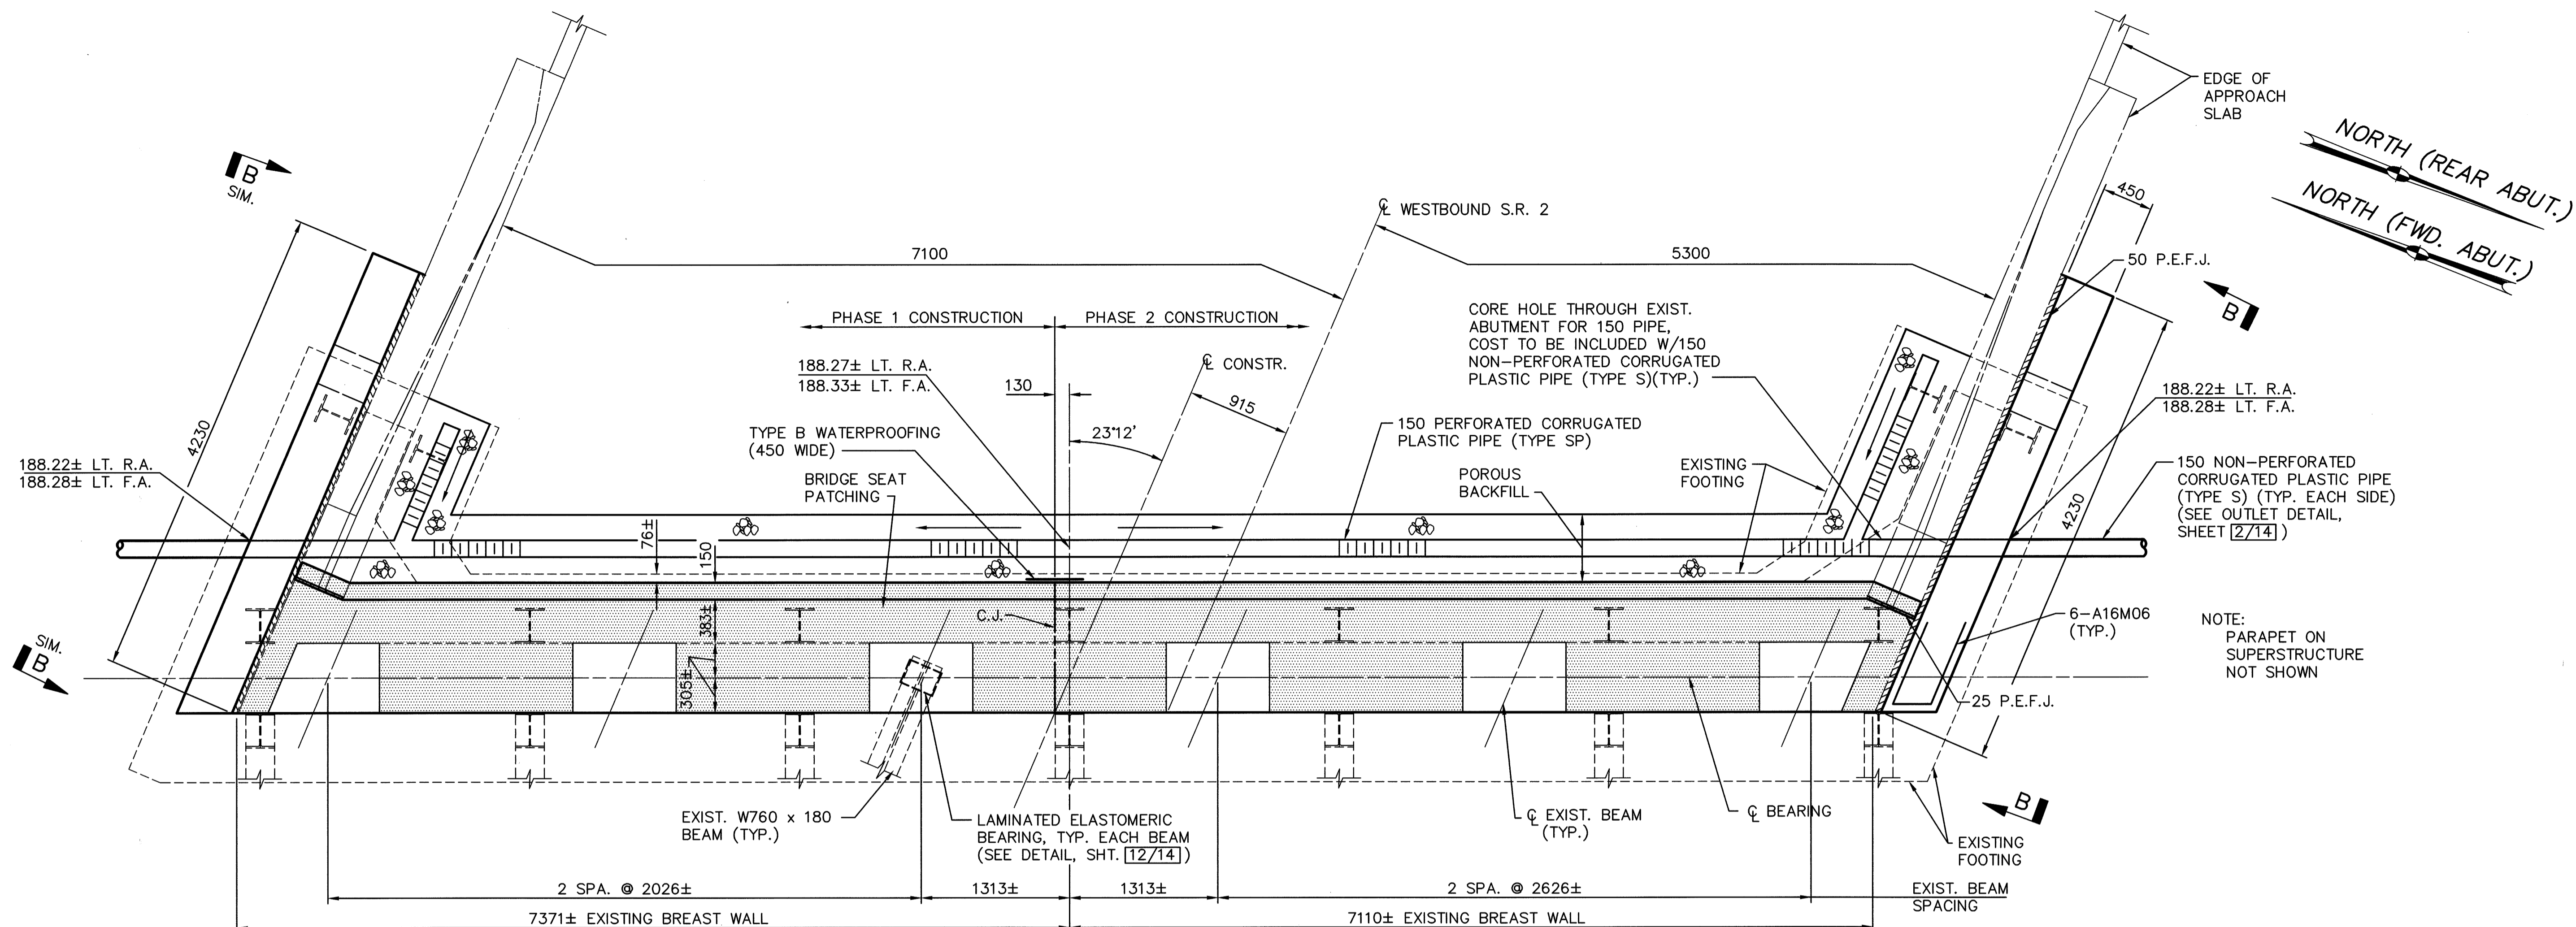 EDGE OF
APPROACH
SLAB
NORTH (REAR ABUT.)
NORTH (FWD. ABUT.)
B
SIM.
450
℄ WESTBOUND S.R. 2
7100
5300
50 P.E.F.J.
B
PHASE 1 CONSTRUCTION
PHASE 2 CONSTRUCTION
CORE HOLE THROUGH EXIST.
ABUTMENT FOR 150 PIPE,
COST TO BE INCLUDED W/150
NON-PERFORATED CORRUGATED
PLASTIC PIPE (TYPE S)(TYP.)
188.27± LT. R.A.
188.33± LT. F.A.
℄ CONSTR.
130
915
188.22± LT. R.A.
188.28± LT. F.A.
4230
TYPE B WATERPROOFING
(450 WIDE)
23°12'
150 PERFORATED CORRUGATED
PLASTIC PIPE (TYPE SP)
188.22± LT. R.A.
188.28± LT. F.A.
BRIDGE SEAT
PATCHING
POROUS
BACKFILL
EXISTING
FOOTING
150 NON-PERFORATED
CORRUGATED PLASTIC PIPE
(TYPE S) (TYP. EACH SIDE)
(SEE OUTLET DETAIL,
SHEET 2/14 )
4230
76±
150
383±
305±
C.J.
6-A16M06
(TYP.)
NOTE:
PARAPET ON
SUPERSTRUCTURE
NOT SHOWN
SIM.
B
25 P.E.F.J.
EXIST. W760 x 180
BEAM (TYP.)
LAMINATED ELASTOMERIC
BEARING, TYP. EACH BEAM
(SEE DETAIL, SHT. 12/14 )
℄ EXIST. BEAM
(TYP.)
℄ BEARING
B
EXISTING
FOOTING
2 SPA. @ 2026±
1313±
1313±
2 SPA. @ 2626±
EXIST. BEAM
SPACING
7371± EXISTING BREAST WALL
7110± EXISTING BREAST WALL